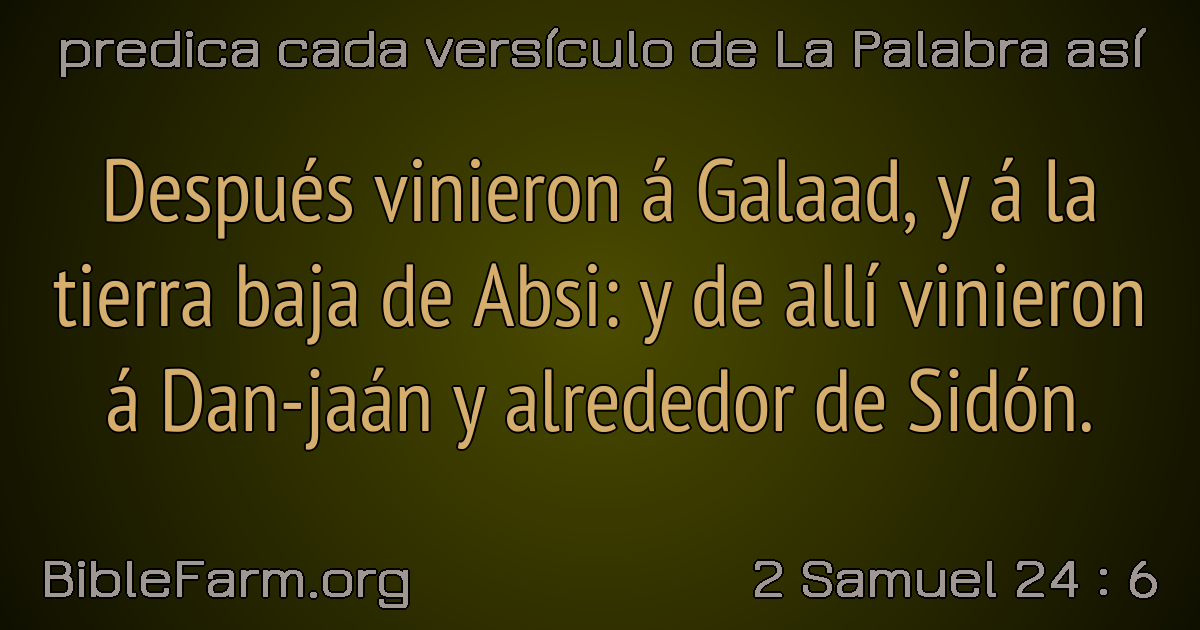 predica cada versículo de La Palabra así
Después vinieron á Galaad, y á la
tierra baja de Absi: y de allí vinieron
á Dan-jaán y alrededor de Sidón.
BibleFarm.org
2 Samuel 24 : 6